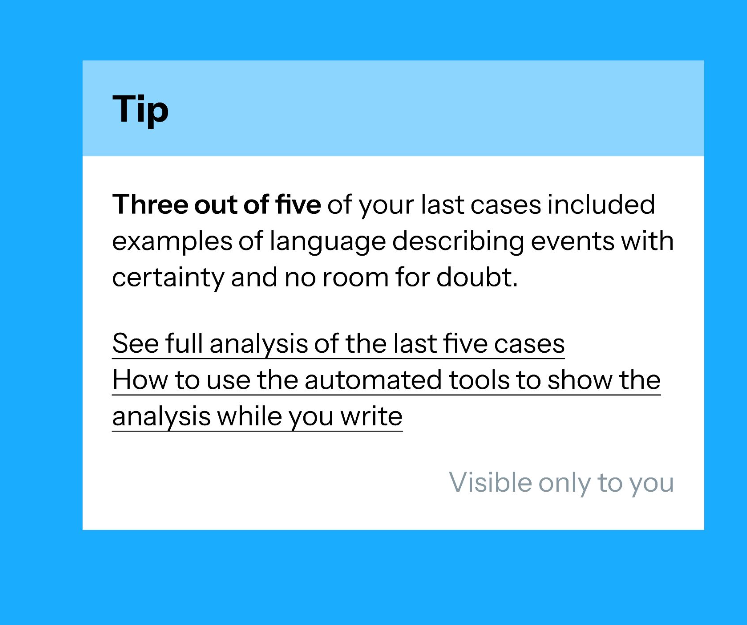 Tip
Three out of five of your last cases included
examples of language describing events with
certainty and no room for doubt.
See full analysis of the last five cases
How to use the automated tools to show the
analysis while you write
Visible only to you